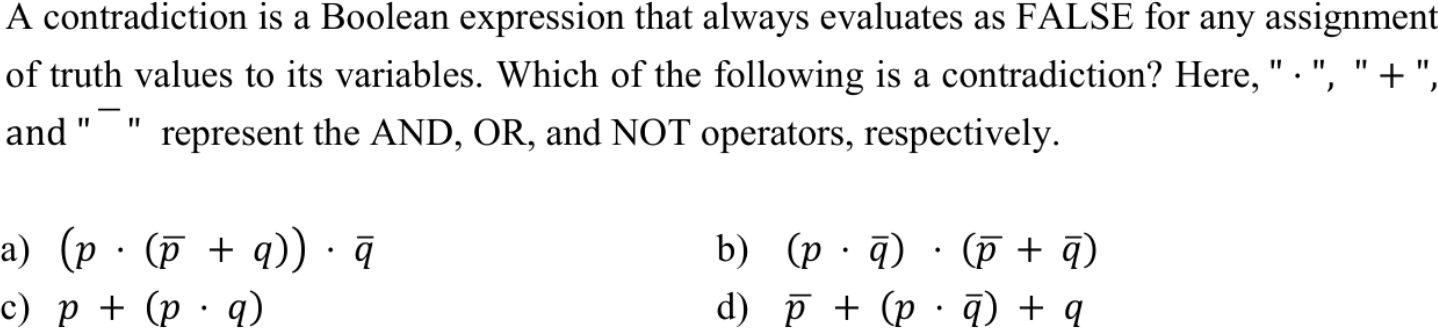 A contradiction is a Boolean expression that always evaluates as FALSE for any assignment
of truth values to its variables. Which of the following is a contradiction? Here, " · ", " + ",
and " ‾ " represent the AND, OR, and NOT operators, respectively.
a) (p · (p̅ + q)) · q̅ b) (p · q̅) · (p̅ + q̅)
c) p + (p · q) d) p̅ + (p · q̅) + q